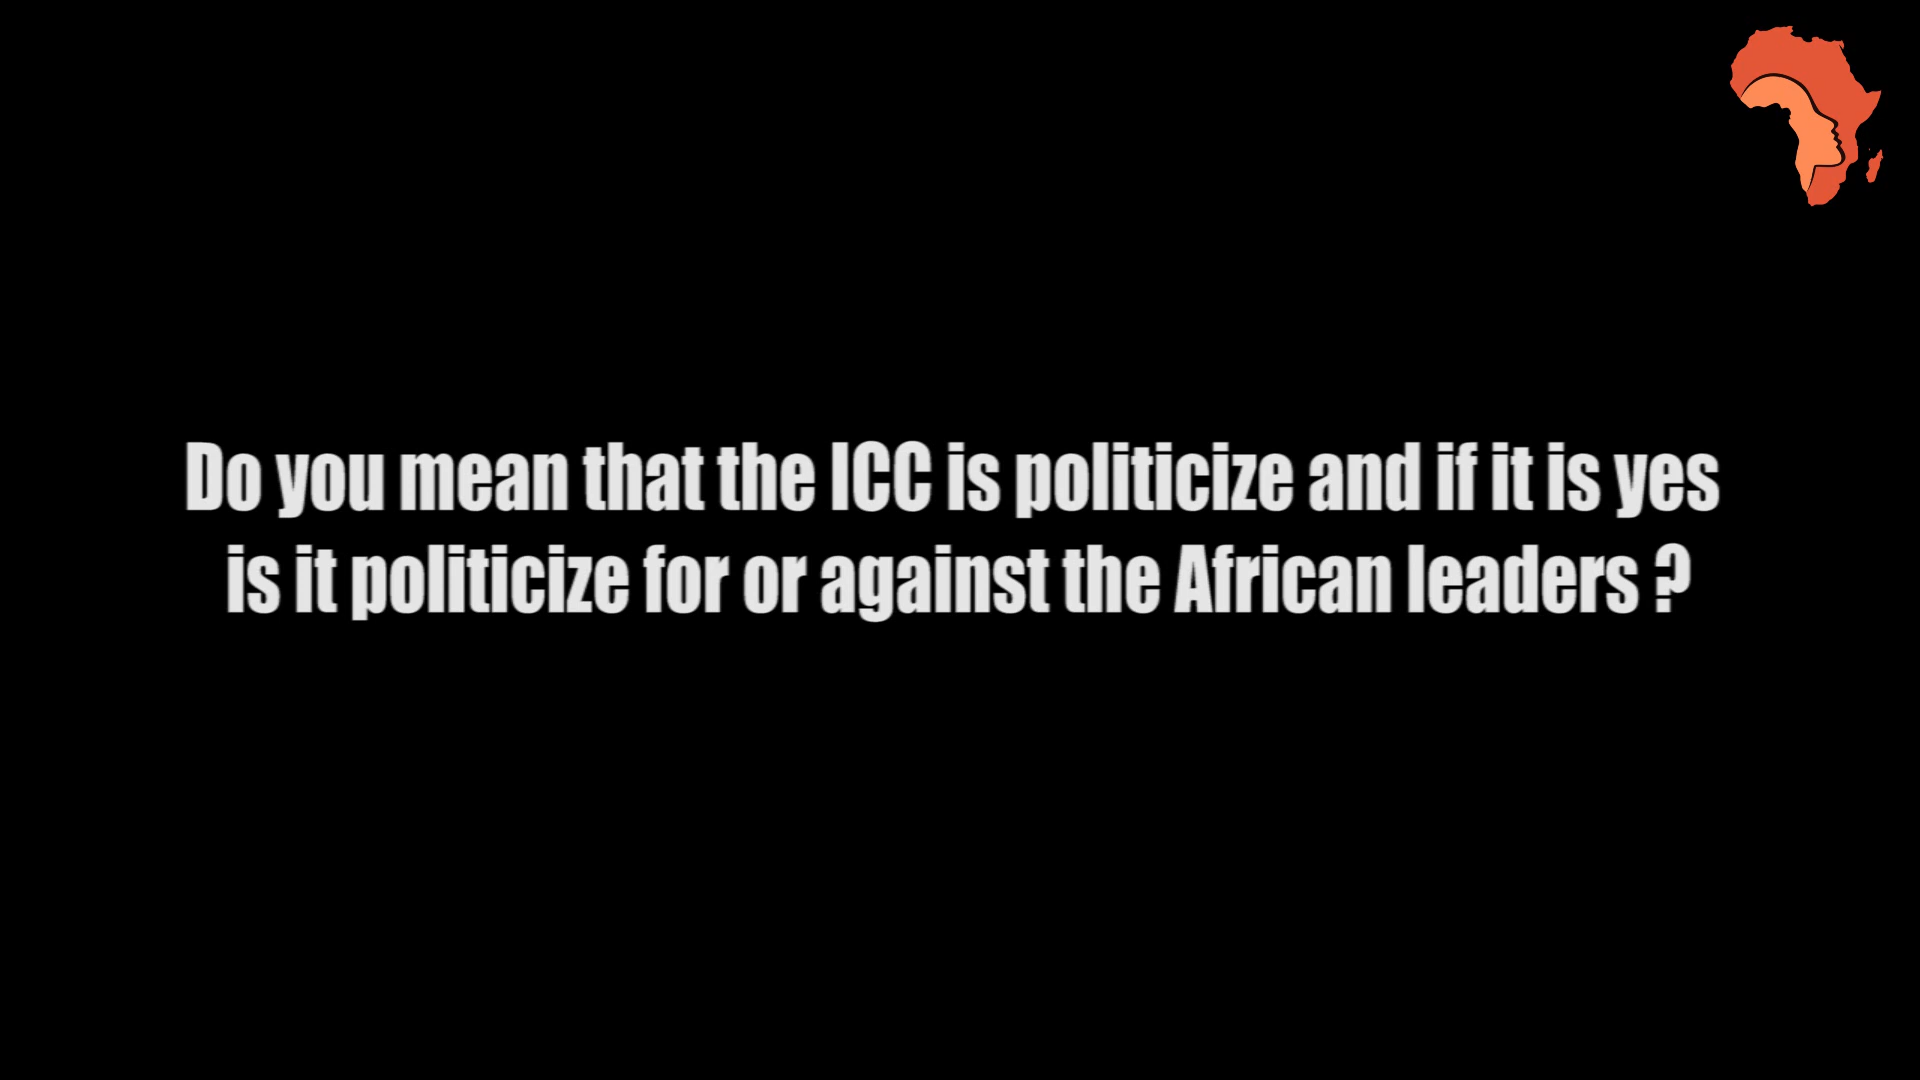 Do you mean that the ICC is politicize and if it is yes
is it politicize for or against the African leaders ?